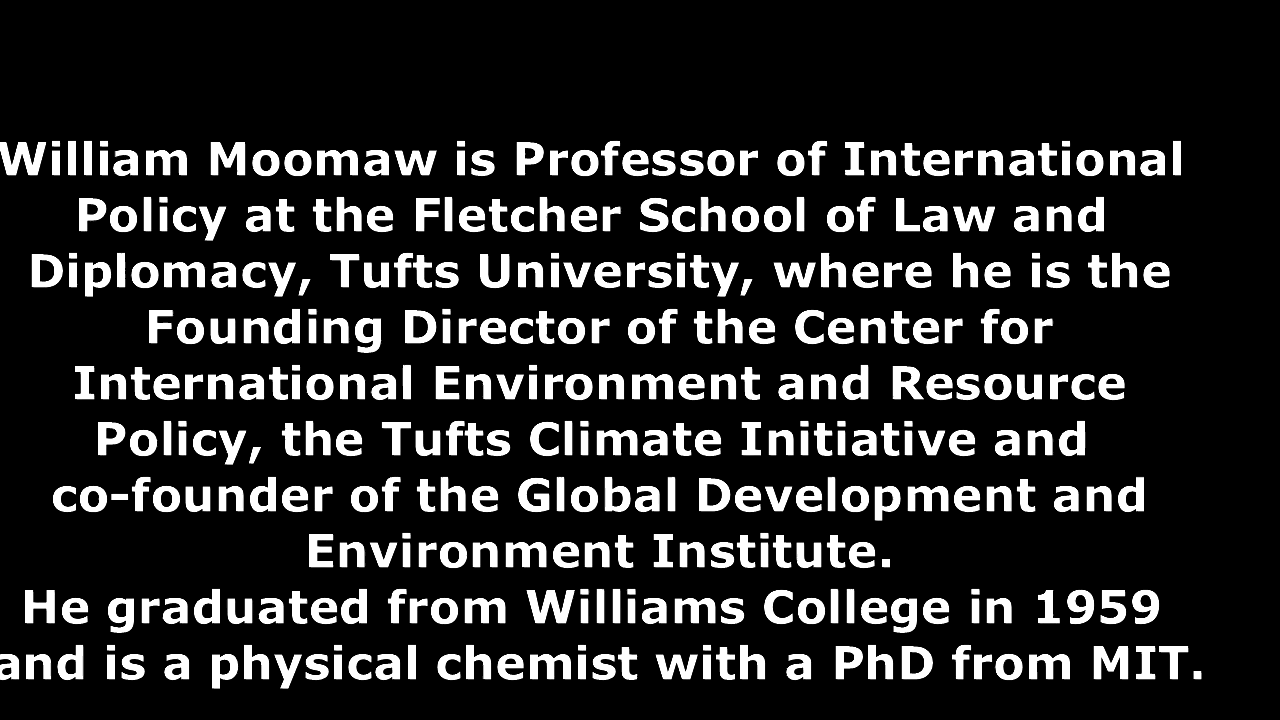 William Moomaw is Professor of International
Policy at the Fletcher School of Law and
Diplomacy, Tufts University, where he is the
Founding Director of the Center for
International Environment and Resource
Policy, the Tufts Climate Initiative and
co-founder of the Global Development and
Environment Institute.
He graduated from Williams College in 1959
and is a physical chemist with a PhD from MIT.